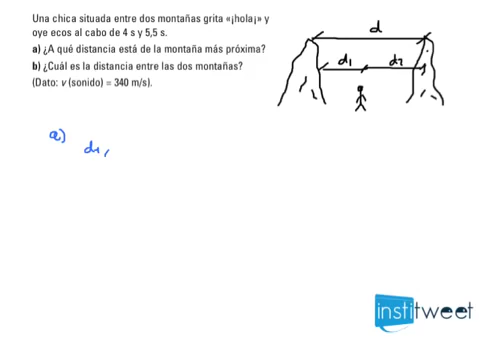 Una chica situada entre dos montañas grita «¡hola¡» y
oye ecos al cabo de 4 s y 5,5 s.
a) ¿A qué distancia está de la montaña más próxima?
b) ¿Cuál es la distancia entre las dos montañas?
(Dato: v (sonido) = 340 m/s).
d
d1 d2
a)
d1,
institweet